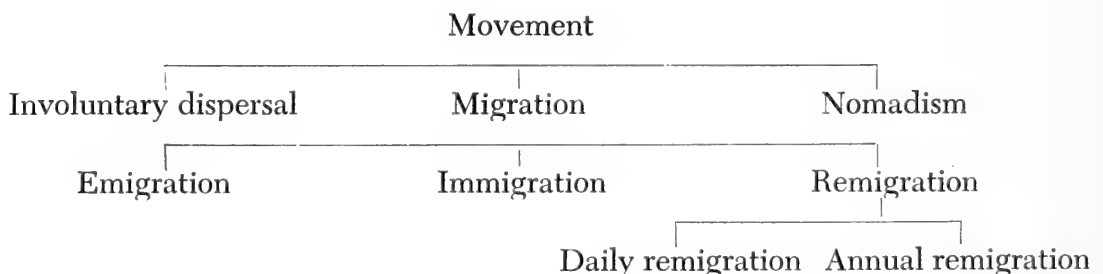 Movement
Involuntary dispersal Migration Nomadism
Emigration Immigration Remigration
Daily remigration Annual remigration